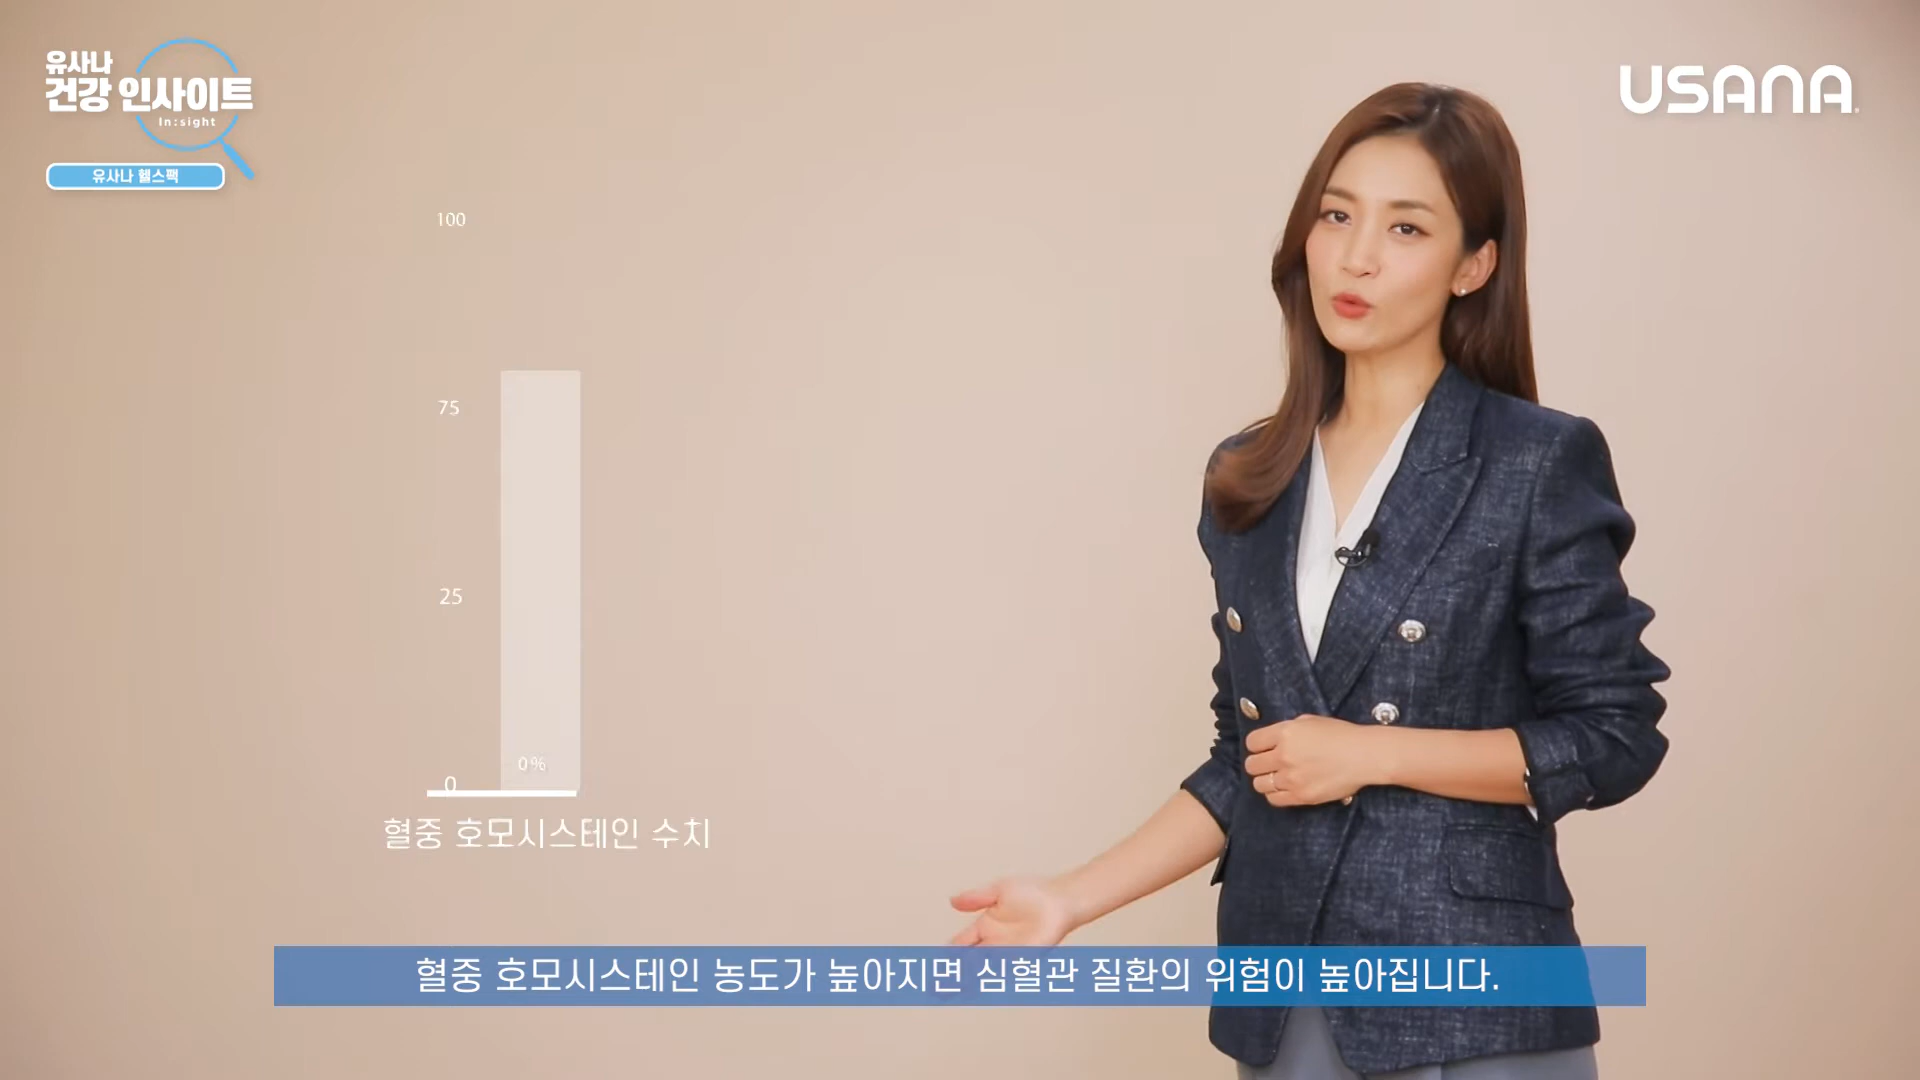 유사나
건강 인사이트
In:sight
유사나 헬스팩
USANA
100
75
25
0
0%
혈중 호모시스테인 수치
혈중 호모시스테인 농도가 높아지면 심혈관 질환의 위험이 높아집니다.